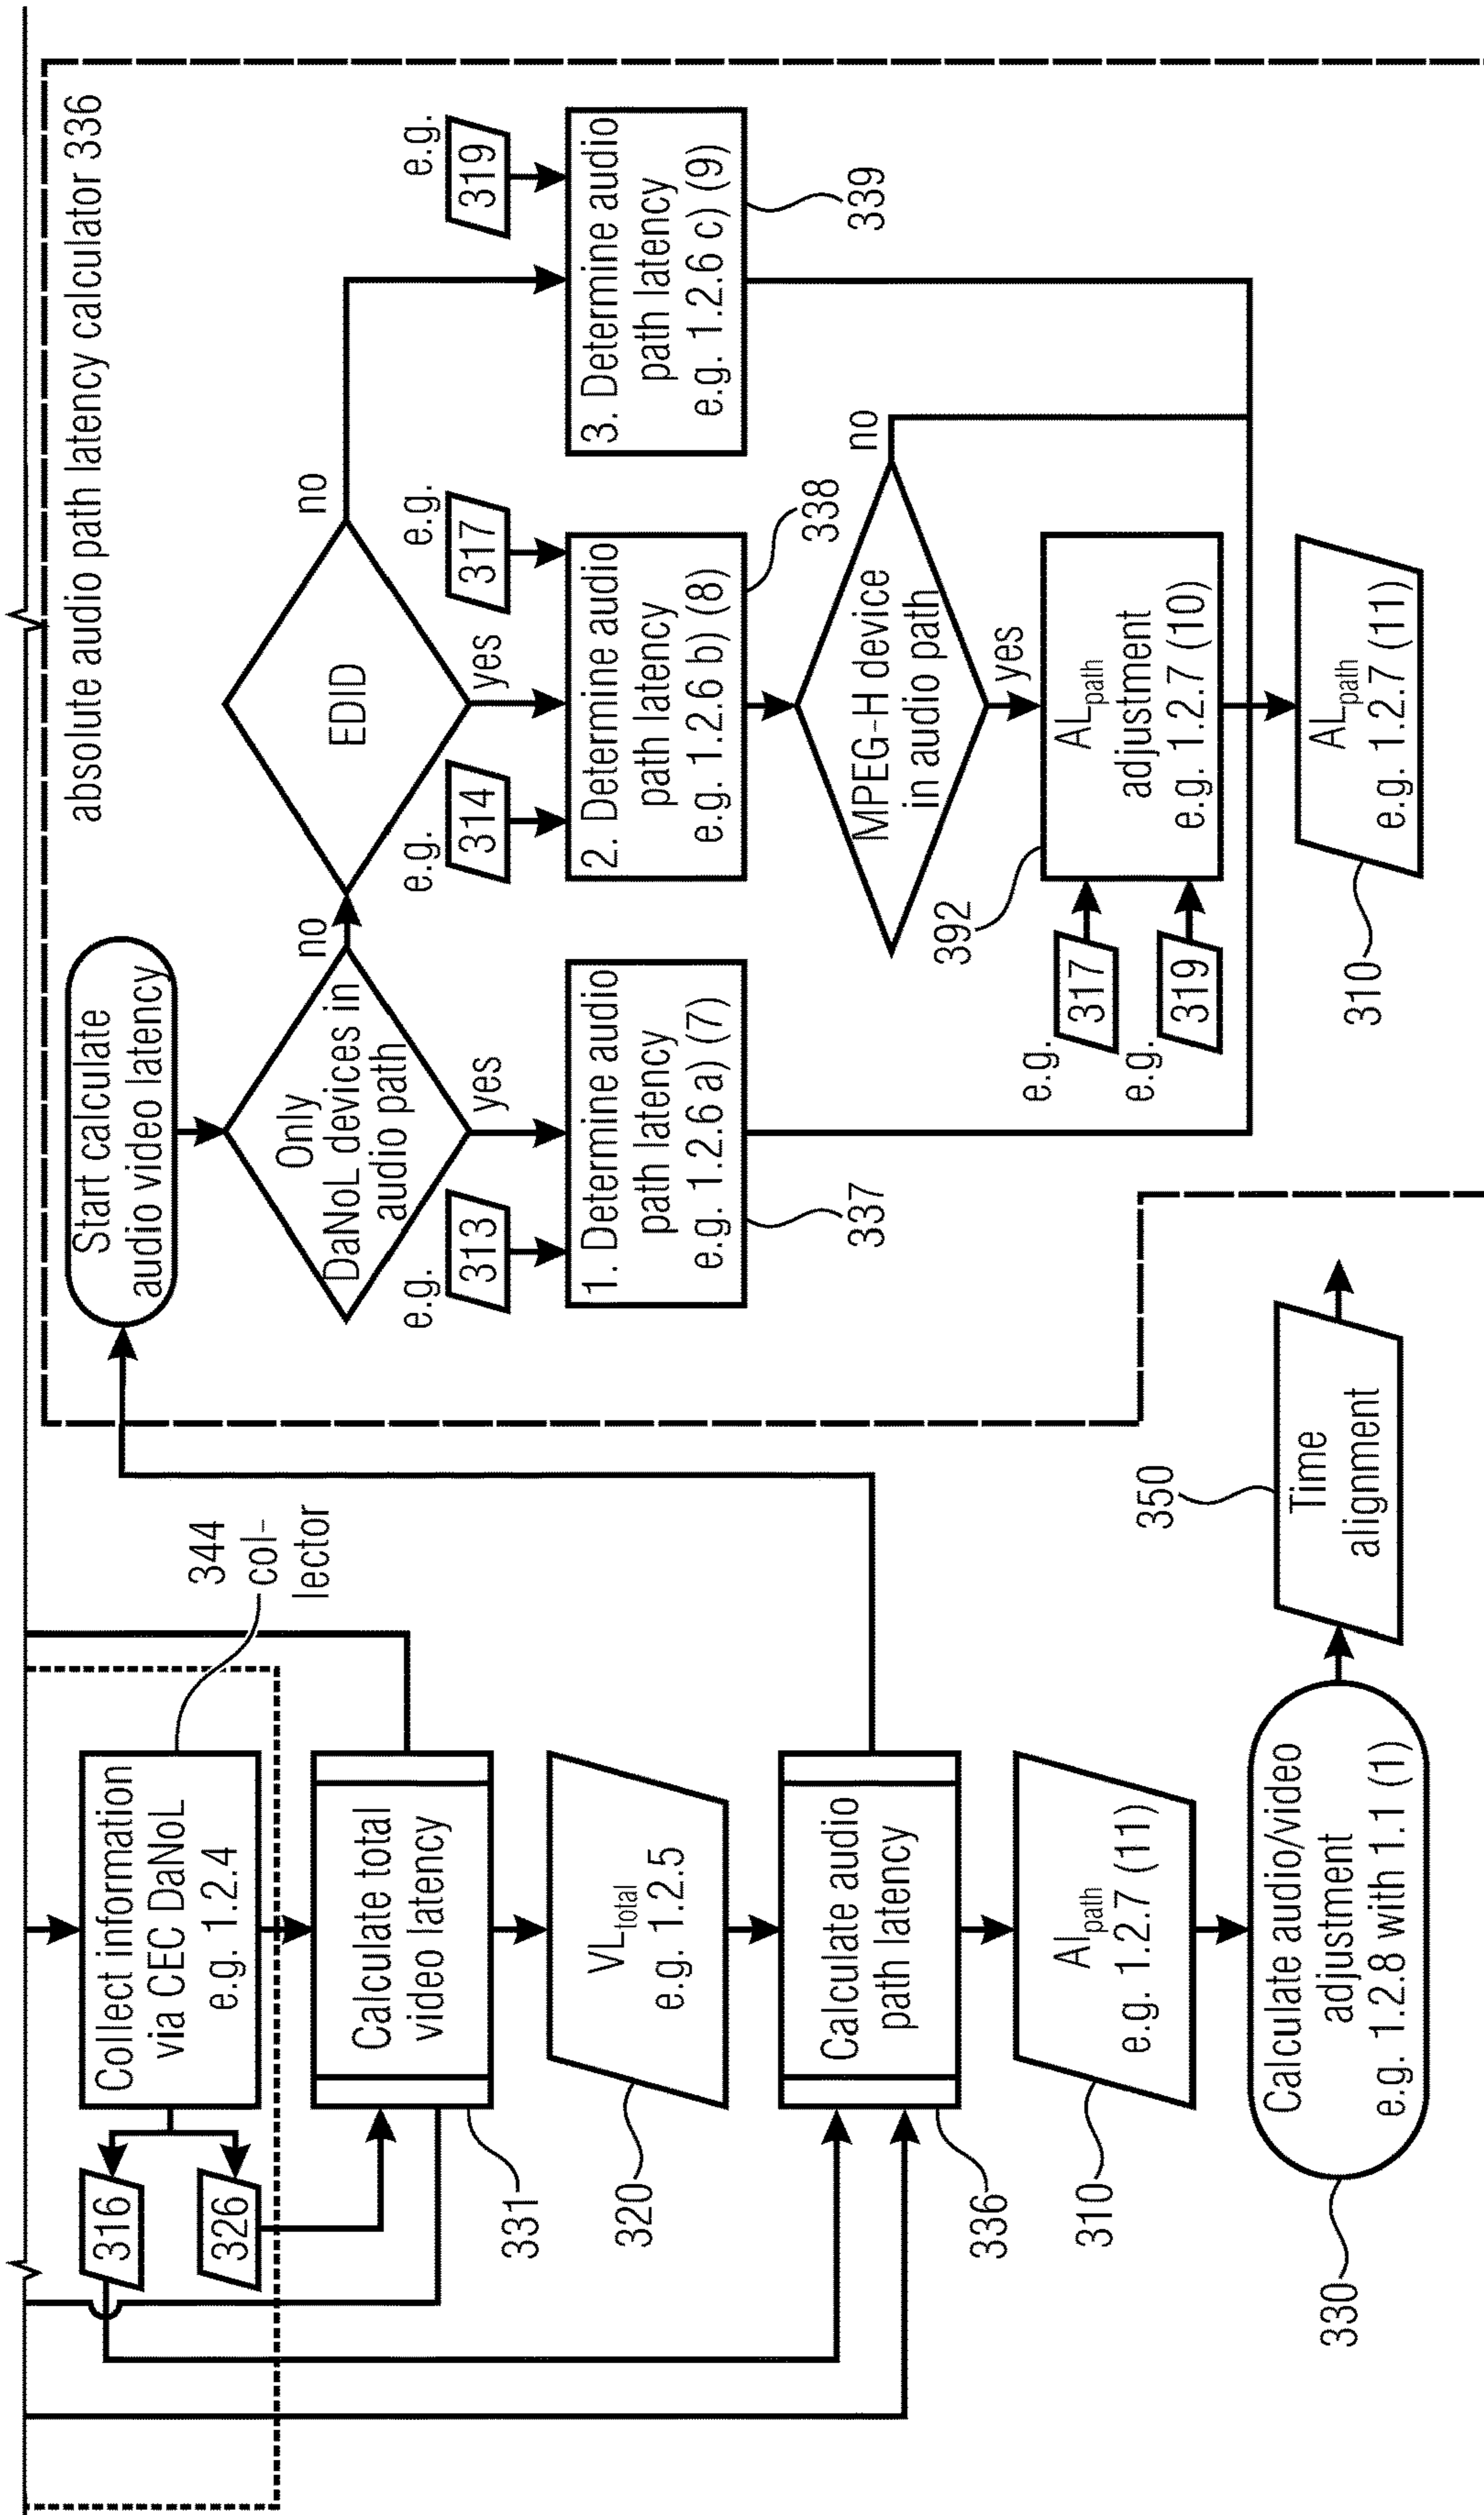 Collect information
via CEC DaNoL
e.g. 1.2.4
344
col-
lector
316
326
Calculate total
video latency
331
VLtotal
e.g. 1.2.5
320
Calculate audio
path latency
336
Alpath
e.g. 1.2.7 (11)
310
Calculate audio/video
adjustment
e.g. 1.2.8 with 1.1 (1)
330
Time
alignment
350
absolute audio path latency calculator 336
Start calculate
audio video latency
Only
DaNoL devices in
audio path
no
yes
EDID
no
yes
e.g.
313
1. Determine audio
path latency
e.g. 1.2.6 a) (7)
337
e.g.
314
e.g.
317
2. Determine audio
path latency
e.g. 1.2.6 b) (8)
338
e.g.
319
3. Determine audio
path latency
e.g. 1.2.6 c) (9)
339
MPEG-H device
in audio path
no
yes
e.g.
317
e.g.
319
392
ALpath
adjustment
e.g. 1.2.7 (10)
ALpath
e.g. 1.2.7 (11)
310